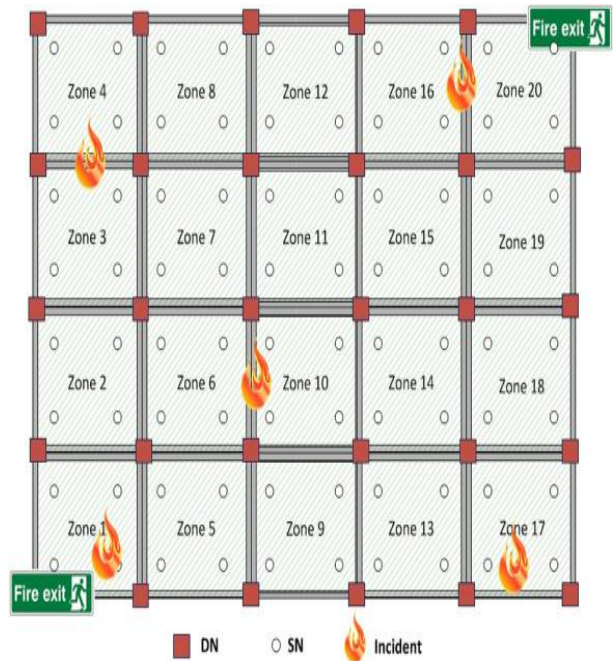 Fire exit
Zone 4 Zone 8 Zone 12 Zone 16 Zone 20
Zone 3 Zone 7 Zone 11 Zone 15 Zone 19
Zone 2 Zone 6 Zone 10 Zone 14 Zone 18
Zone 1 Zone 5 Zone 9 Zone 13 Zone 17
Fire exit
DN SN Incident